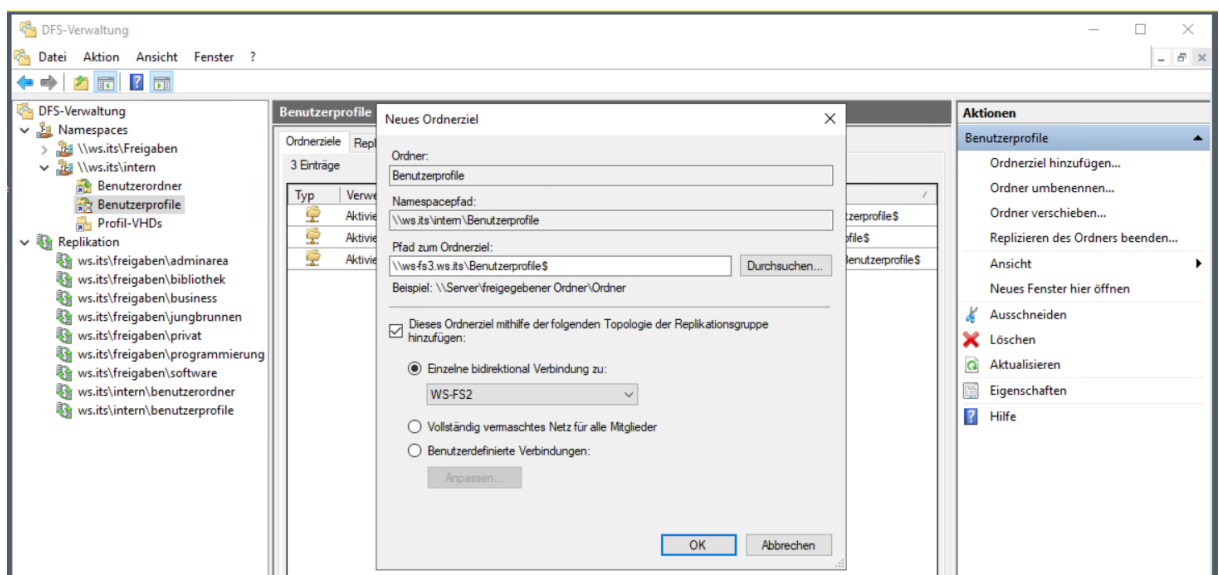 DFS-Verwaltung
Datei Aktion Ansicht Fenster ?
DFS-Verwaltung
Namespaces
\\ws.its\Freigaben
\\ws.its\intern
Benutzerordner
Benutzerprofile
Profil-VHDs
Replikation
ws.its\freigaben\adminarea
ws.its\freigaben\bibliothek
ws.its\freigaben\business
ws.its\freigaben\jungbrunnen
ws.its\freigaben\privat
ws.its\freigaben\programmierung
ws.its\freigaben\software
ws.its\intern\benutzerordner
ws.its\intern\benutzerprofile
Benutzerprofile
Ordnerziele Repl
3 Einträge
Typ Verwe
Aktivie
Aktivie
Aktivie
Neues Ordnerziel
Ordner:
Benutzerprofile
Namespacepfad:
\\ws.its\intern\Benutzerprofile
Pfad zum Ordnerziel:
\\ws-fs3.ws.its\Benutzerprofile$
Durchsuchen...
Beispiel: \\Server\freigegebener Ordner\Ordner
Dieses Ordnerziel mithilfe der folgenden Topologie der Replikationsgruppe
hinzufügen:
Einzelne bidirektional Verbindung zu:
WS-FS2
Vollständig vermaschtes Netz für alle Mitglieder
Benutzerdefinierte Verbindungen:
Anpassen...
OK Abbrechen
tzerprofile$
ofile$
Benutzerprofile$
Aktionen
Benutzerprofile
Ordnerziel hinzufügen...
Ordner umbenennen...
Ordner verschieben...
Replizieren des Ordners beenden...
Ansicht
Neues Fenster hier öffnen
Ausschneiden
Löschen
Aktualisieren
Eigenschaften
Hilfe